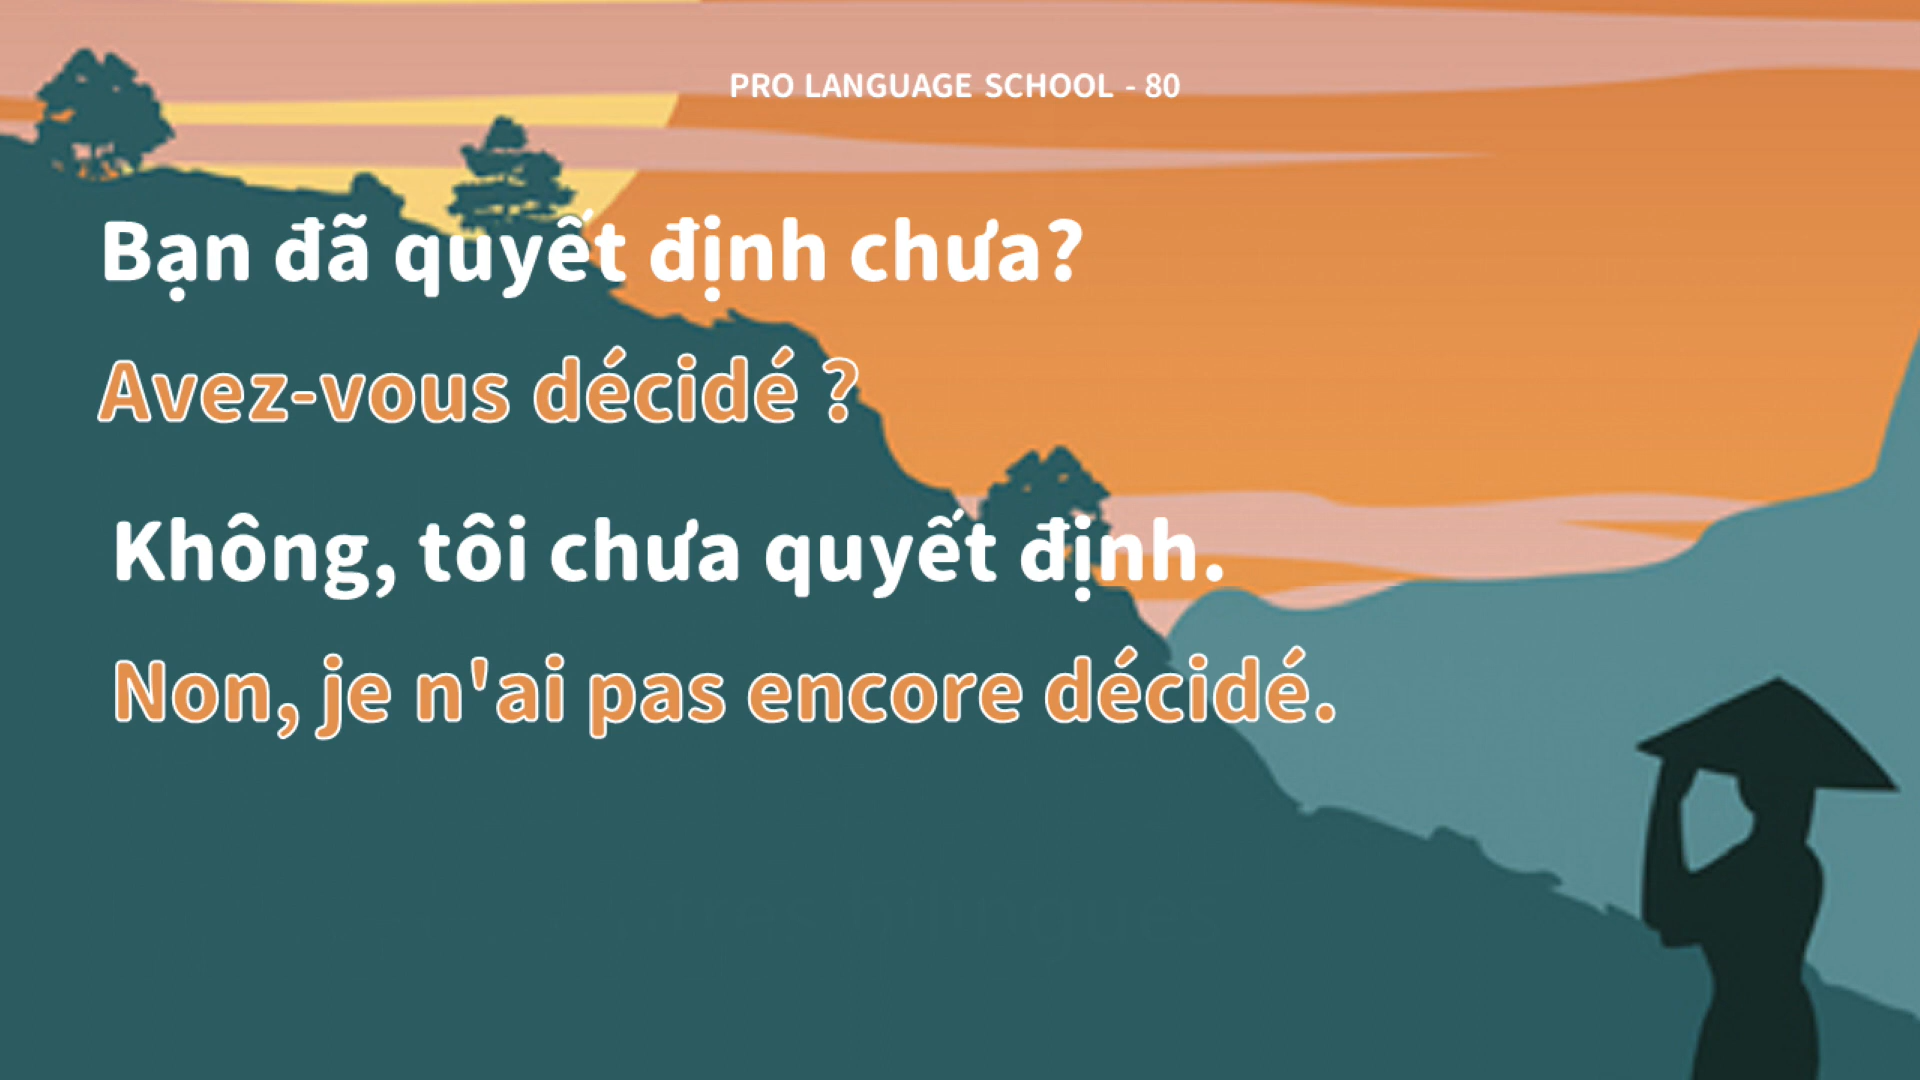 PRO LANGUAGE SCHOOL - 80
Bạn đã quyết định chưa?
Avez-vous décidé ?
Không, tôi chưa quyết định.
Non, je n'ai pas encore décidé.